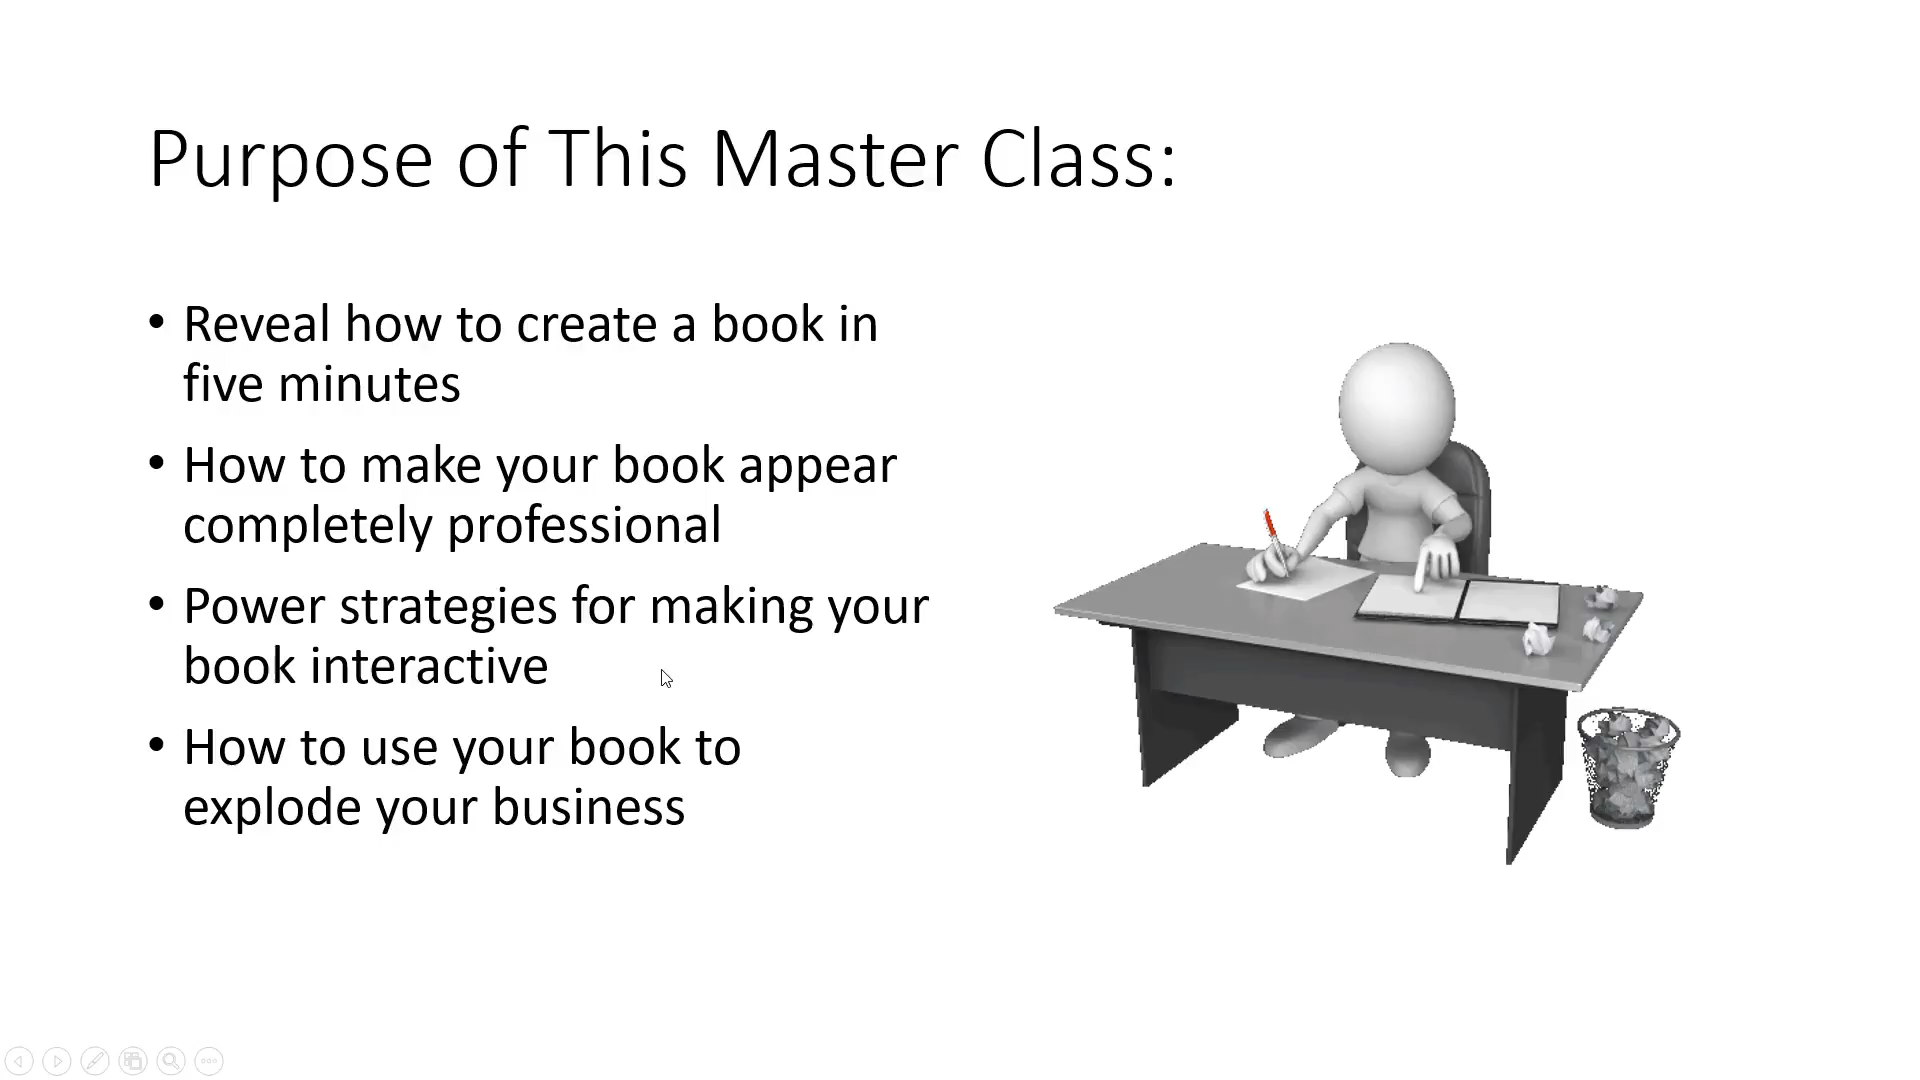 Purpose of This Master Class:
• Reveal how to create a book in
five minutes
• How to make your book appear
completely professional
• Power strategies for making your
book interactive
• How to use your book to
explode your business